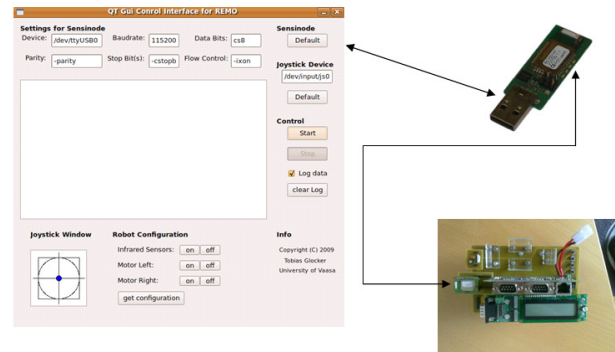 QT Gui Conrol Interface for REMO
Settings for Sensinode
Sensinode
Device: /dev/ttyUSB0 Baudrate: 115200 Data Bits: cs8
Default
Parity: -parity Stop Bit(s): -cstopb Flow Control: -ixon
Joystick Device
/dev/input/js0
Default
Control
Start
Stop
Log data
clear Log
Joystick Window
Robot Configuration
Infrared Sensors: on off
Motor Left: on off
Motor Right: on off
get configuration
Info
Copyright (C) 2009
Tobias Glocker
University of Vaasa